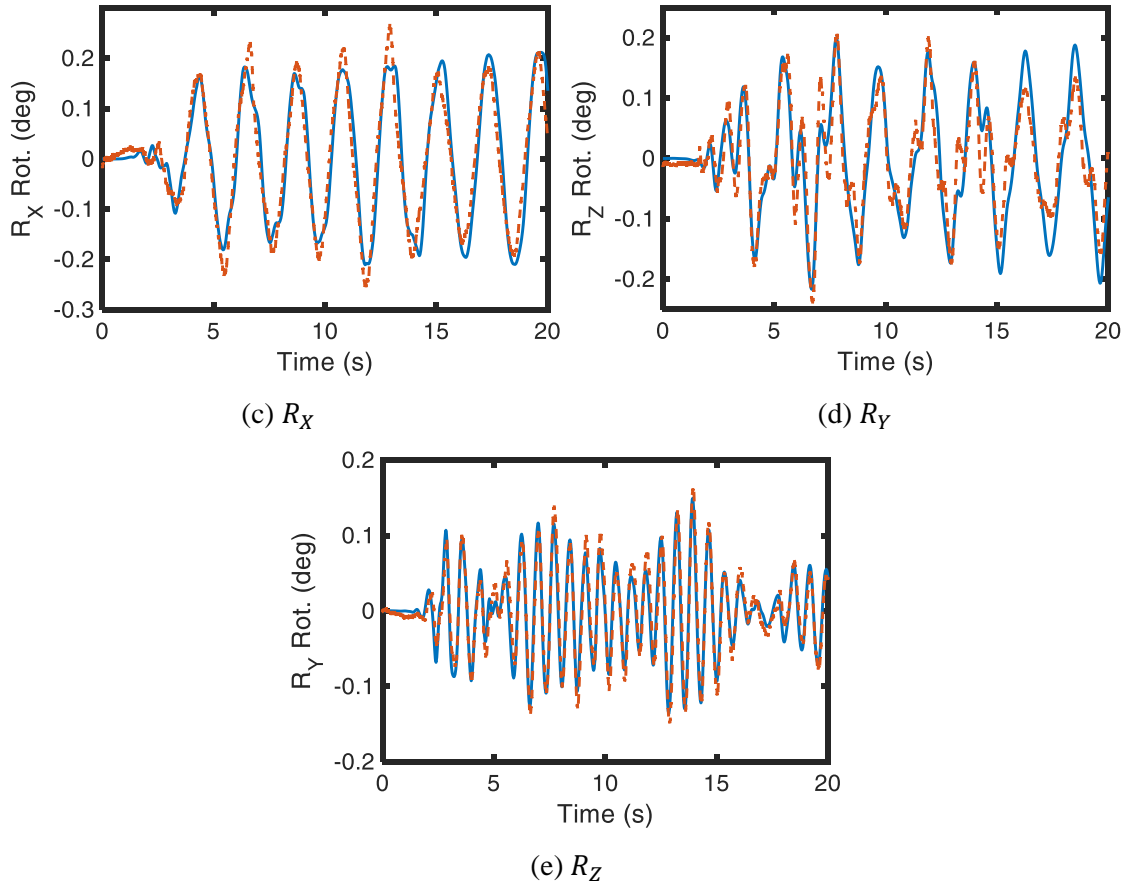 0.2
0.1
0
-0.1
-0.2
-0.3
R_X Rot. (deg)
0 5 10 15 20
Time (s)
(c) R_X
0.2
0.1
0
-0.1
-0.2
R_Z Rot. (deg)
0 5 10 15 20
Time (s)
(d) R_Y
0.2
0.1
0
-0.1
-0.2
R_Y Rot. (deg)
0 5 10 15 20
Time (s)
(e) R_Z